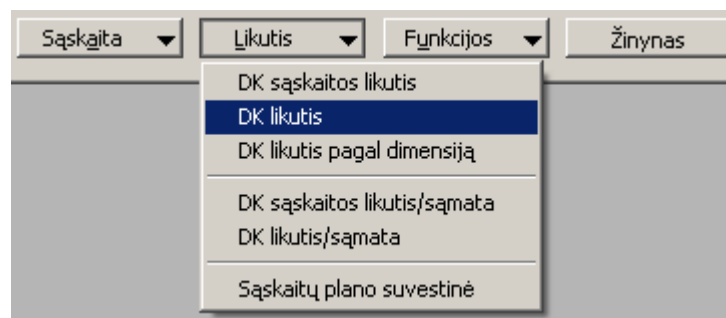 Sąskaita
Likutis
Funkcijos
Žinynas
DK sąskaitos likutis
DK likutis
DK likutis pagal dimensiją
DK sąskaitos likutis/sąmata
DK likutis/sąmata
Sąskaitų plano suvestinė